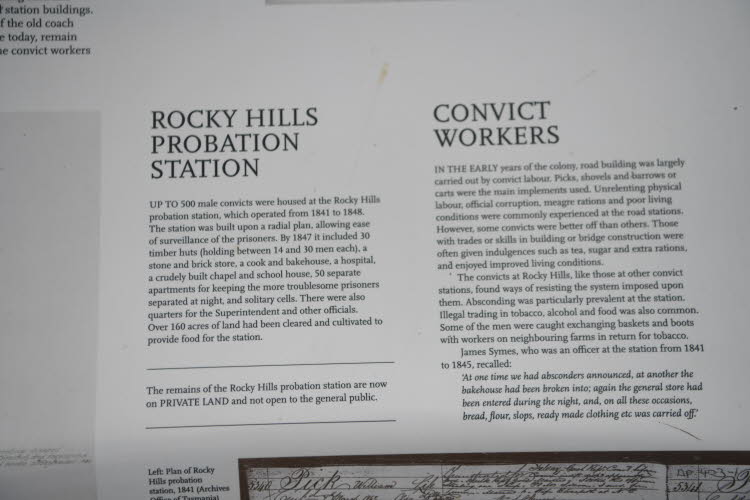 station buildings.
f the old coach
e today, remain
e convict workers
ROCKY HILLS
PROBATION
STATION
UP TO 500 male convicts were housed at the Rocky Hills
probation station, which operated from 1841 to 1848.
The station was built upon a radial plan, allowing ease
of surveillance of the prisoners. By 1847 it included 30
timber huts (holding between 14 and 30 men each), a
stone and brick store, a cook and bakehouse, a hospital,
a crudely built chapel and school house, 50 separate
apartments for keeping the more troublesome prisoners
separated at night, and solitary cells. There were also
quarters for the Superintendent and other officials.
Over 160 acres of land had been cleared and cultivated to
provide food for the station.
The remains of the Rocky Hills probation station are now
on PRIVATE LAND and not open to the general public.
Left: Plan of Rocky
Hills probation
station, 1841 (Archives
Office of Tasmania)
CONVICT
WORKERS
IN THE EARLY years of the colony, road building was largely
carried out by convict labour. Picks, shovels and barrows or
carts were the main implements used. Unrelenting physical
labour, official corruption, meagre rations and poor living
conditions were commonly experienced at the road stations.
However, some convicts were better off than others. Those
with trades or skills in building or bridge construction were
often given indulgences such as tea, sugar and extra rations,
and enjoyed improved living conditions.
The convicts at Rocky Hills, like those at other convict
stations, found ways of resisting the system imposed upon
them. Absconding was particularly prevalent at the station.
Illegal trading in tobacco, alcohol and food was also common.
Some of the men were caught exchanging baskets and boots
with workers on neighbouring farms in return for tobacco.
James Symes, who was an officer at the station from 1841
to 1845, recalled:
'At one time we had absconders announced, at another the
bakehouse had been broken into; again the general store had
been entered during the night, and, on all these occasions,
bread, flour, slops, ready made clothing etc was carried off.'
Pick William